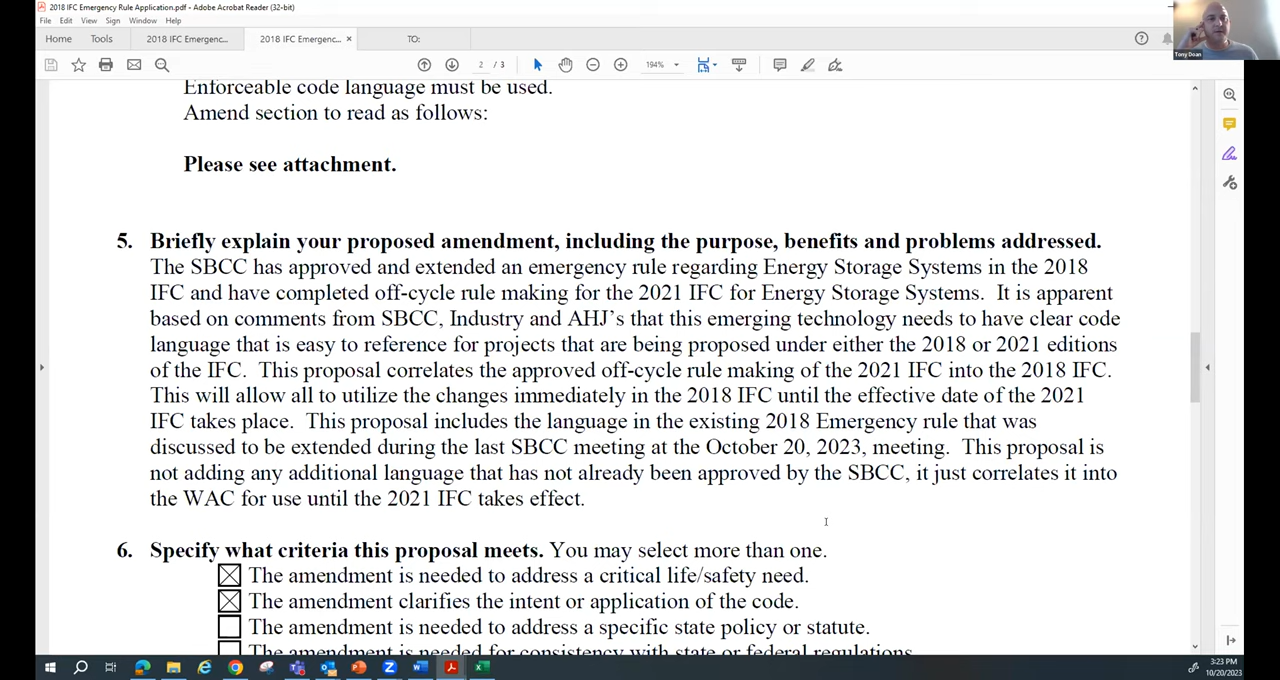 2018 IFC Emergency Rule Application.pdf - Adobe Acrobat Reader (32-bit)
File Edit View Sign Window Help
Home Tools 2018 IFC Emergenc... 2018 IFC Emergenc... × TO:
2 / 3 194%
Tony Doan
Enforceable code language must be used.
Amend section to read as follows:
Please see attachment.
5. Briefly explain your proposed amendment, including the purpose, benefits and problems addressed.
The SBCC has approved and extended an emergency rule regarding Energy Storage Systems in the 2018
IFC and have completed off-cycle rule making for the 2021 IFC for Energy Storage Systems. It is apparent
based on comments from SBCC, Industry and AHJ's that this emerging technology needs to have clear code
language that is easy to reference for projects that are being proposed under either the 2018 or 2021 editions
of the IFC. This proposal correlates the approved off-cycle rule making of the 2021 IFC into the 2018 IFC.
This will allow all to utilize the changes immediately in the 2018 IFC until the effective date of the 2021
IFC takes place. This proposal includes the language in the existing 2018 Emergency rule that was
discussed to be extended during the last SBCC meeting at the October 20, 2023, meeting. This proposal is
not adding any additional language that has not already been approved by the SBCC, it just correlates it into
the WAC for use until the 2021 IFC takes effect.
6. Specify what criteria this proposal meets. You may select more than one.
The amendment is needed to address a critical life/safety need.
The amendment clarifies the intent or application of the code.
The amendment is needed to address a specific state policy or statute.
The amendment is needed for consistency with state or federal regulations.
3:23 PM
10/20/2023